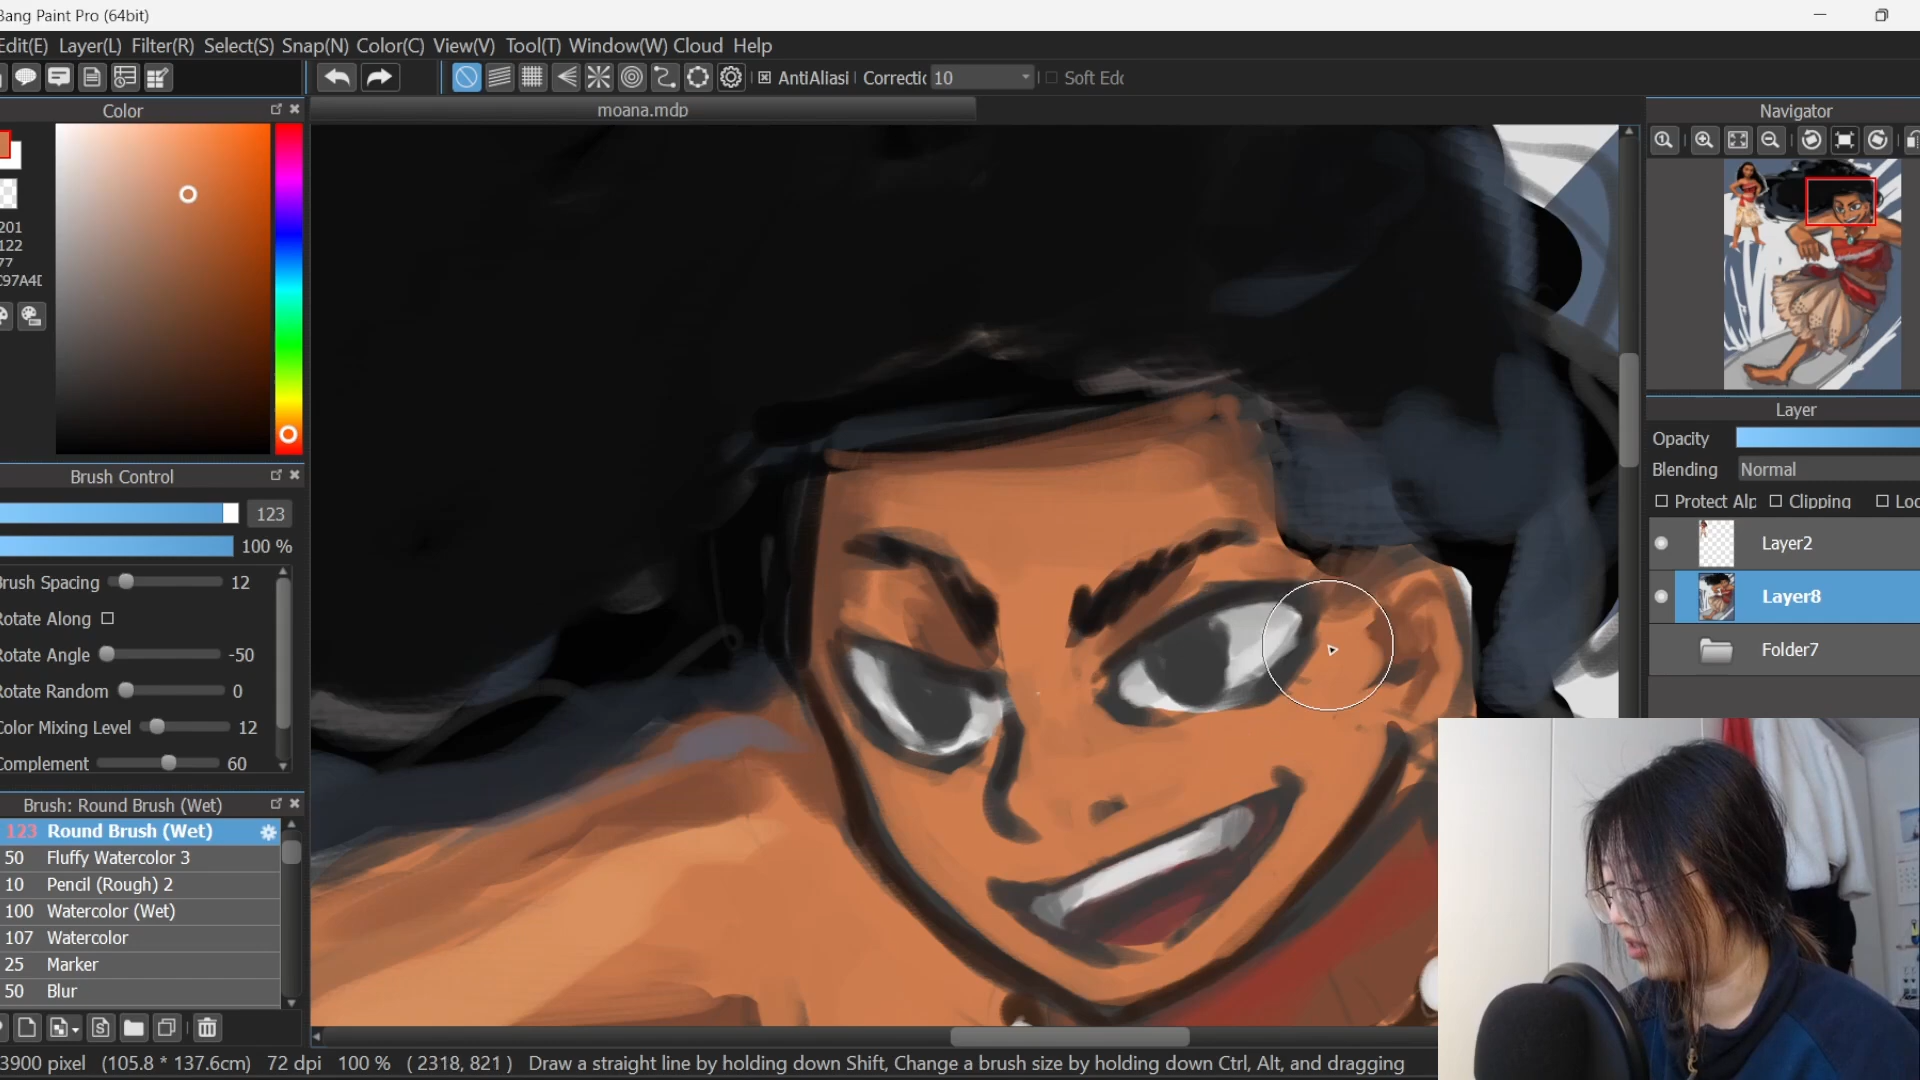 Bang Paint Pro (64bit)
Edit(E) Layer(L) Filter(R) Select(S) Snap(N) Color(C) View(V) Tool(T) Window(W) Cloud Help
AntiAliasi Correctic 10 Soft Edc
Color
moana.mdp
Navigator
201
122
77
C97A4D
Brush Control
123
100 %
Brush Spacing 12
Rotate Along
Rotate Angle -50
Rotate Random 0
Color Mixing Level 12
Complement 60
Layer
Opacity
Blending Normal
Protect Alp Clipping Loc
Layer2
Layer8
Folder7
Brush: Round Brush (Wet)
123 Round Brush (Wet)
50 Fluffy Watercolor 3
10 Pencil (Rough) 2
100 Watercolor (Wet)
107 Watercolor
25 Marker
50 Blur
3900 pixel (105.8 * 137.6cm) 72 dpi 100 % ( 2318, 821 ) Draw a straight line by holding down Shift, Change a brush size by holding down Ctrl, Alt, and dragging